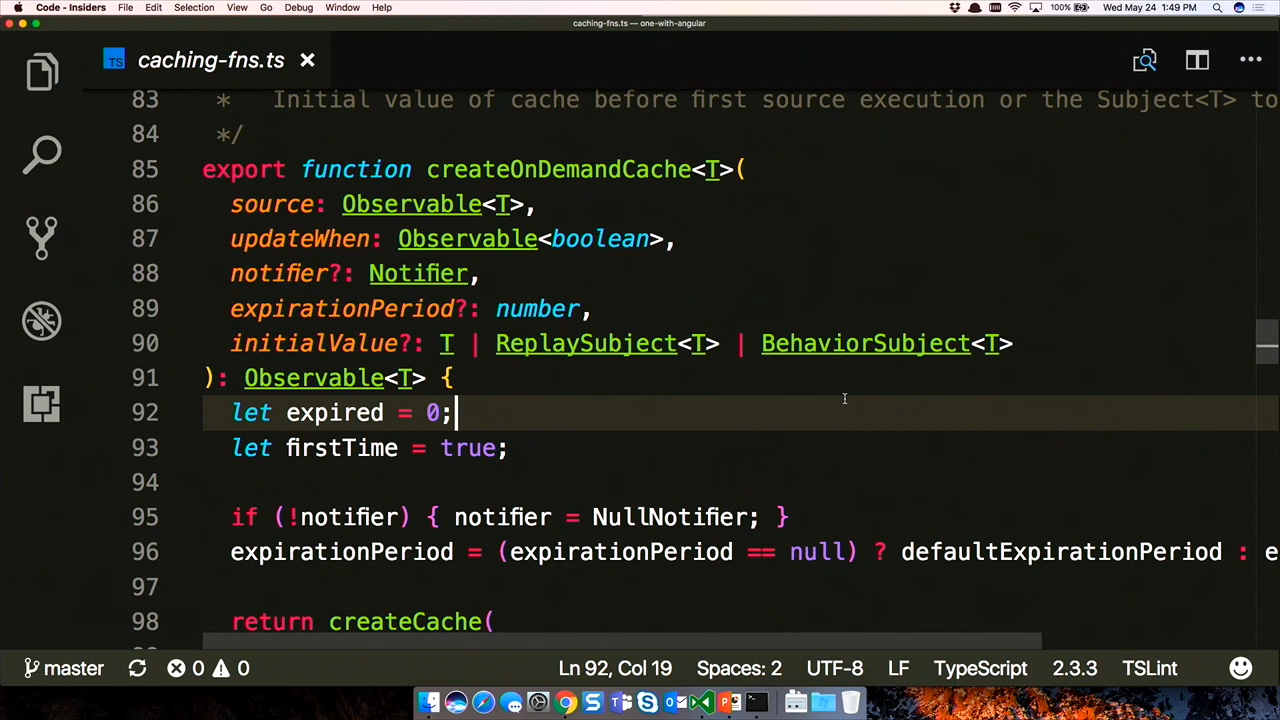 Code - Insiders File Edit Selection View Go Debug Window Help 100% Wed May 24 1:49 PM
caching-fns.ts — one-with-angular
TS caching-fns.ts
83 * Initial value of cache before first source execution or the Subject<T> to
84 */
85 export function createOnDemandCache<T>(
86 source: Observable<T>,
87 updateWhen: Observable<boolean>,
88 notifier?: Notifier,
89 expirationPeriod?: number,
90 initialValue?: T | ReplaySubject<T> | BehaviorSubject<T>
91 ): Observable<T> {
92 let expired = 0;
93 let firstTime = true;
94
95 if (!notifier) { notifier = NullNotifier; }
96 expirationPeriod = (expirationPeriod == null) ? defaultExpirationPeriod : e
97
98 return createCache(
master 0 0 Ln 92, Col 19 Spaces: 2 UTF-8 LF TypeScript 2.3.3 TSLint